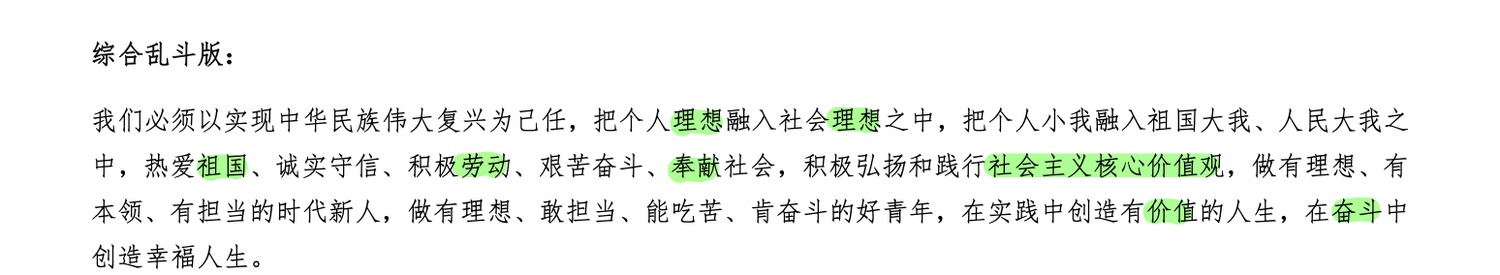 综合乱斗版：
我们必须以实现中华民族伟大复兴为己任，把个人理想融入社会理想之中，把个人小我融入祖国大我、人民大我之
中，热爱祖国、诚实守信、积极劳动、艰苦奋斗、奉献社会，积极弘扬和践行社会主义核心价值观，做有理想、有
本领、有担当的时代新人，做有理想、敢担当、能吃苦、肯奋斗的好青年，在实践中创造有价值的人生，在奋斗中
创造幸福人生。